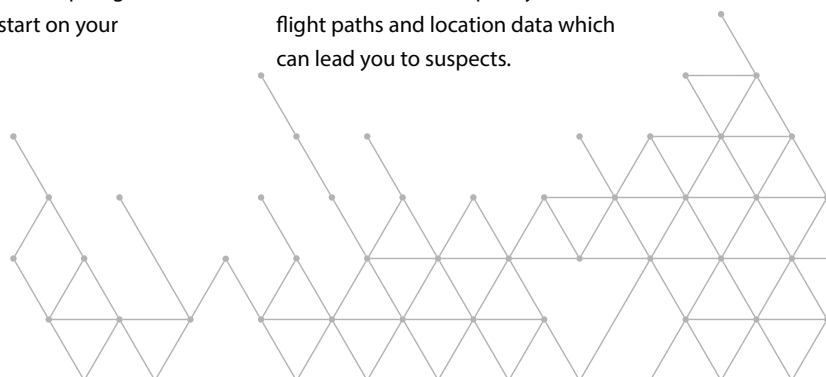 start on your
flight paths and location data which
can lead you to suspects.